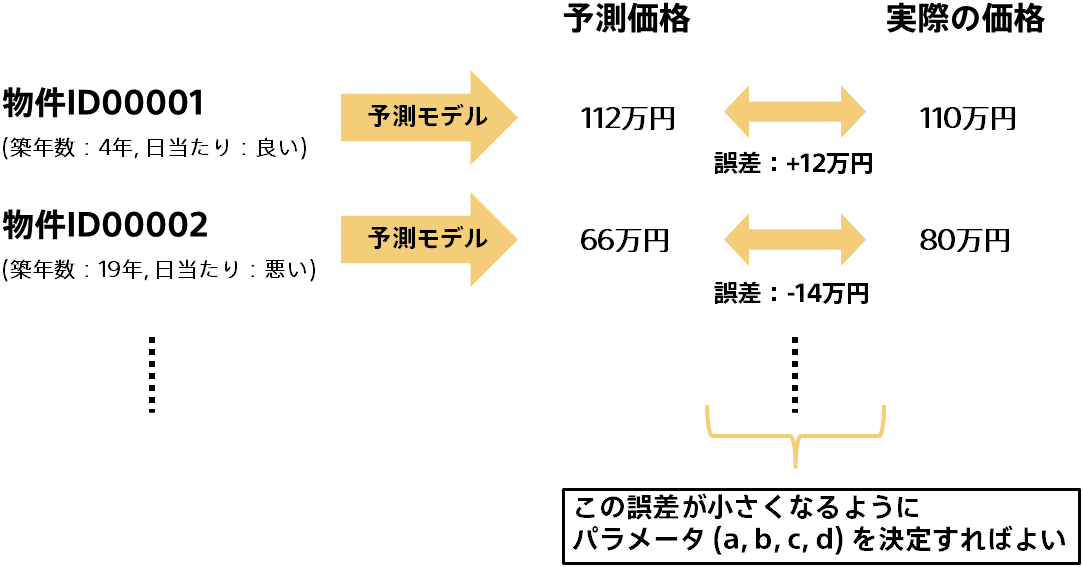 予測価格
実際の価格
物件ID00001
(築年数：4年, 日当たり：良い)
予測モデル
112万円
110万円
誤差：+12万円
物件ID00002
(築年数：19年, 日当たり：悪い)
予測モデル
66万円
80万円
誤差：-14万円
この誤差が小さくなるように
パラメータ (a, b, c, d) を決定すればよい